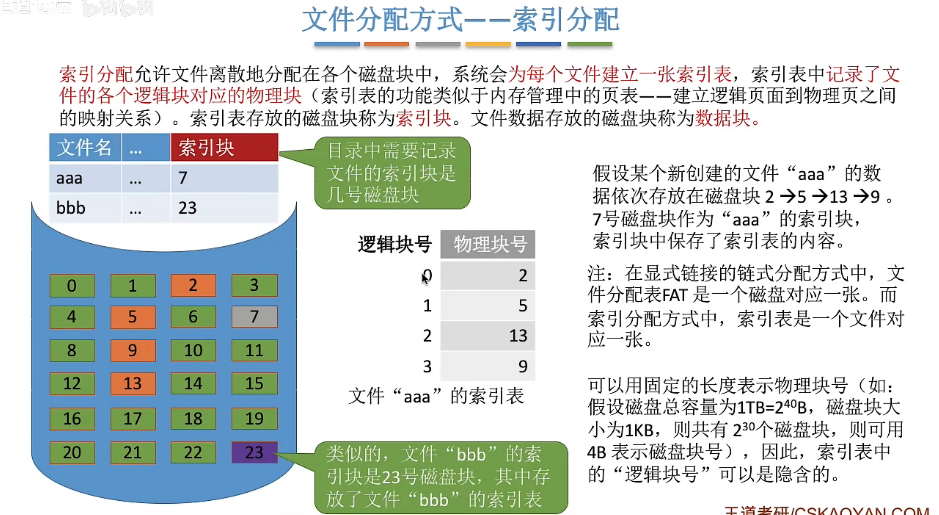 文件分配方式——索引分配
索引分配允许文件离散地分配在各个磁盘块中，系统会为每个文件建立一张索引表，索引表中记录了文
件的各个逻辑块对应的物理块（索引表的功能类似于内存管理中的页表——建立逻辑页面到物理页之间
的映射关系）。索引表存放的磁盘块称为索引块。文件数据存放的磁盘块称为数据块。
文件名 ... 索引块
aaa ... 7
bbb ... 23
目录中需要记录
文件的索引块是
几号磁盘块
0 1 2 3
4 5 6 7
8 9 10 11
12 13 14 15
16 17 18 19
20 21 22 23
逻辑块号 物理块号
0 2
1 5
2 13
3 9
文件“aaa”的索引表
类似的，文件“bbb”的索
引块是23号磁盘块，其中存
放了文件“bbb”的索引表
假设某个新创建的文件“aaa”的数
据依次存放在磁盘块 2 →5 →13 →9 。
7号磁盘块作为“aaa”的索引块，
索引块中保存了索引表的内容。
注：在显式链接的链式分配方式中，文
件分配表FAT 是一个磁盘对应一张。而
索引分配方式中，索引表是一个文件对
应一张。
可以用固定的长度表示物理块号（如：
假设磁盘总容量为1TB=2⁴⁰B，磁盘块大
小为1KB，则共有 2³⁰个磁盘块，则可用
4B 表示磁盘块号），因此，索引表中
的“逻辑块号”可以是隐含的。
王道考研/CSKAOYAN.COM